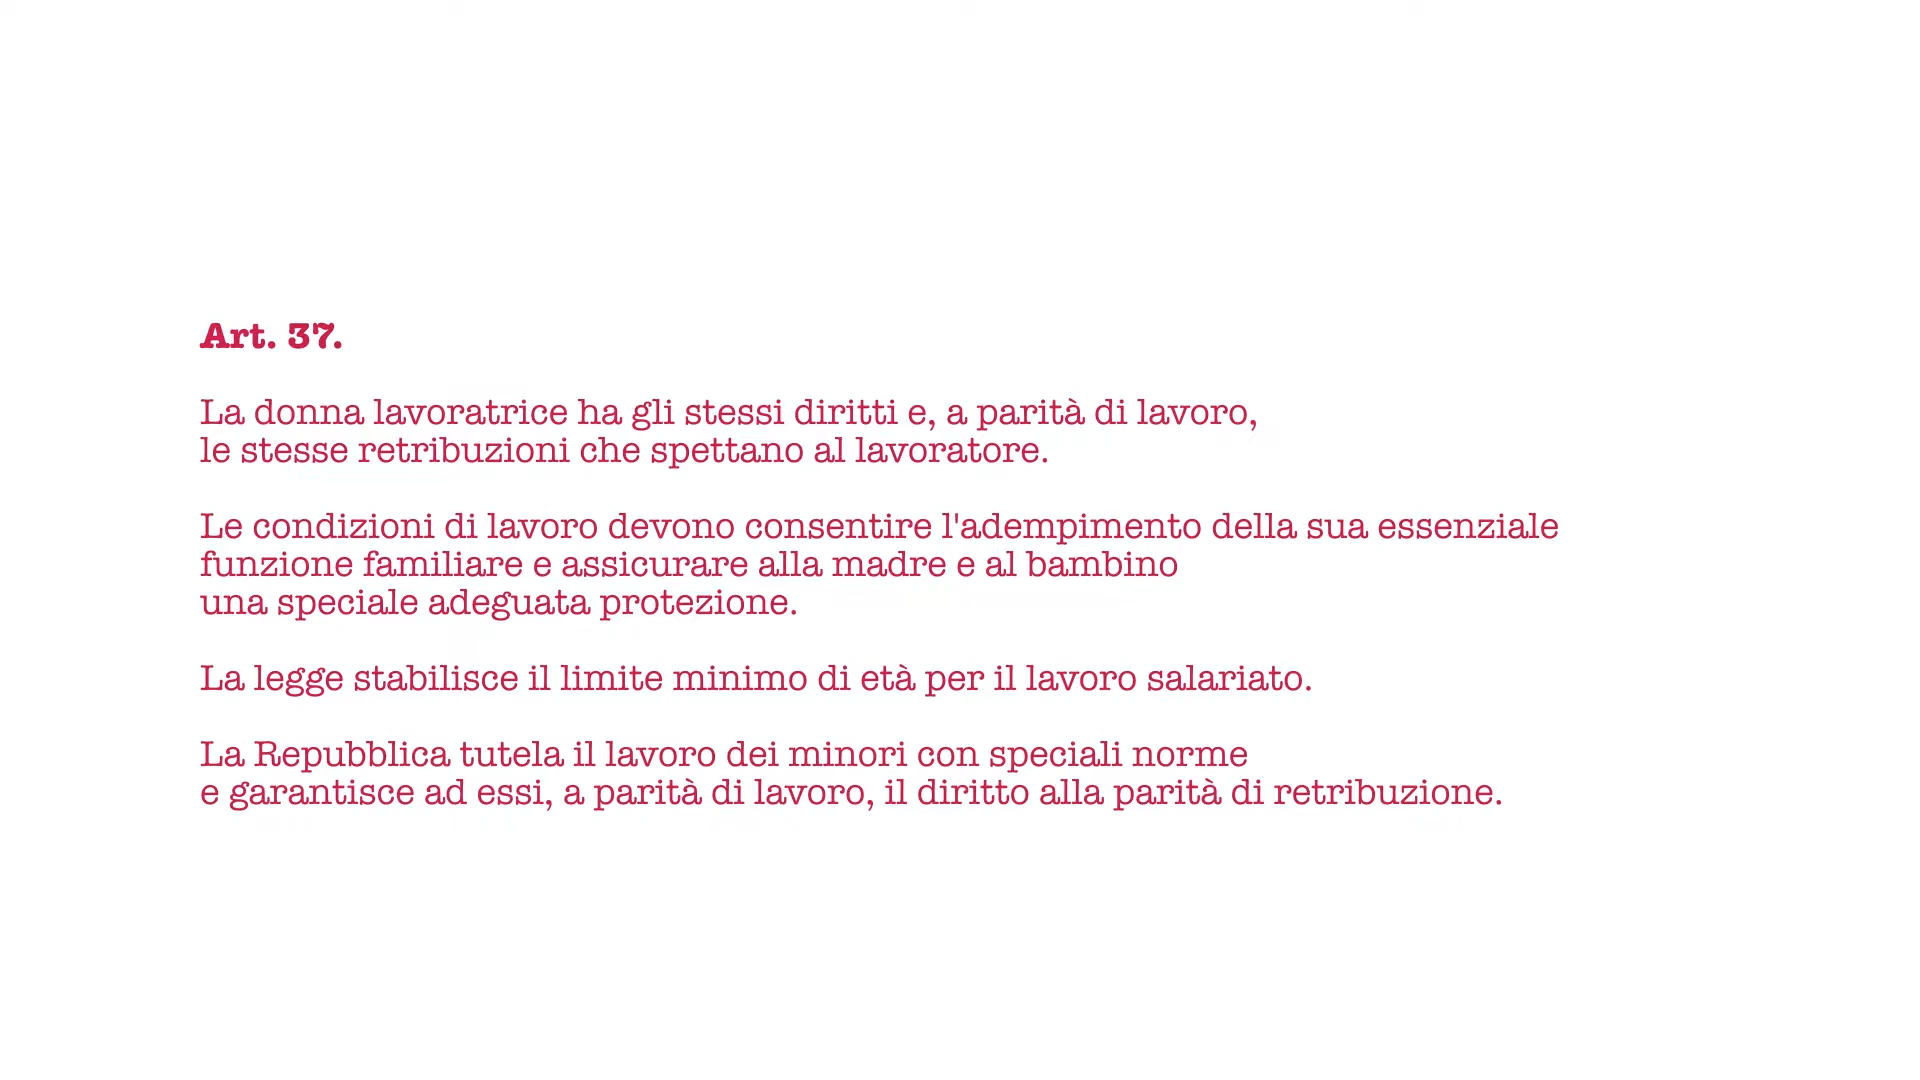 Art. 37.
La donna lavoratrice ha gli stessi diritti e, a parità di lavoro,
le stesse retribuzioni che spettano al lavoratore.
Le condizioni di lavoro devono consentire l'adempimento della sua essenziale
funzione familiare e assicurare alla madre e al bambino
una speciale adeguata protezione.
La legge stabilisce il limite minimo di età per il lavoro salariato.
La Repubblica tutela il lavoro dei minori con speciali norme
e garantisce ad essi, a parità di lavoro, il diritto alla parità di retribuzione.